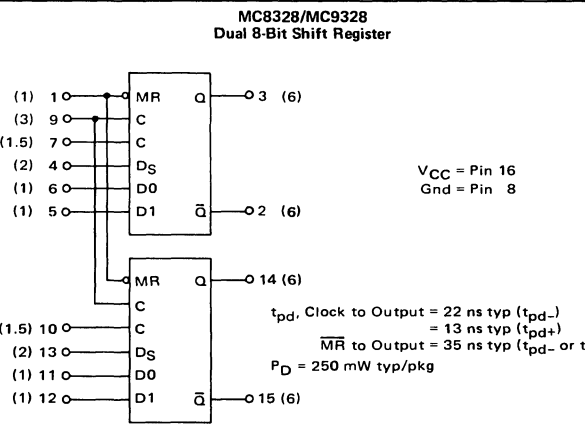 MC8328/MC9328
Dual 8-Bit Shift Register
(1) 1 MR Q 3 (6)
(3) 9 C
(1.5) 7 C
(2) 4 DS
(1) 6 D0
(1) 5 D1 Q̅ 2 (6)
VCC = Pin 16
Gnd = Pin 8
MR Q 14 (6)
C
(1.5) 10 C
(2) 13 DS
(1) 11 D0
(1) 12 D1 Q̅ 15 (6)
tpd, Clock to Output = 22 ns typ (tpd–)
= 13 ns typ (tpd+)
M̅R̅ to Output = 35 ns typ (tpd– or t
PD = 250 mW typ/pkg